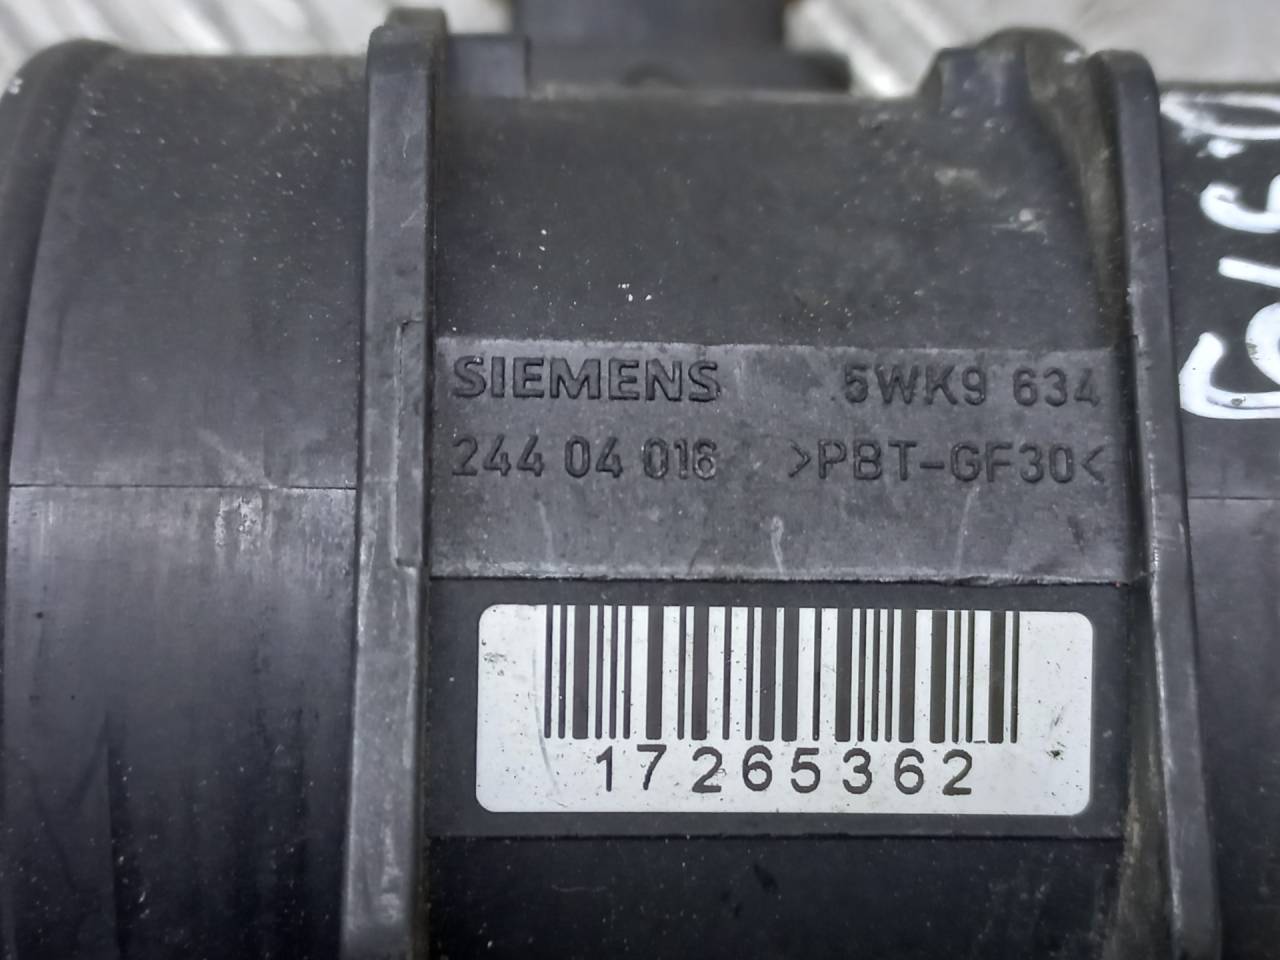 SIEMENS 5WK9 634
244 04 016 >PBT-GF30<
17265362